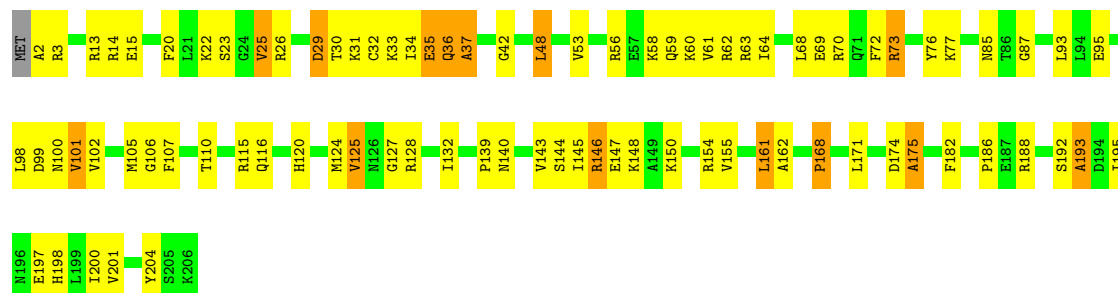 MET A2 R3 R13 R14 E15 F20 L21 K22 S23 G24 V25 R26 D29 T30 K31 C32 K33 I34 E35 Q36 A37 G42 L48 V53 R56 E57 K58 Q59 K60 V61 R62 R63 I64 L68 E69 R70 Q71 F72 R73 Y76 K77 N85 T86 G87 L93 L94 E95
L98 D99 N100 V101 V102 M105 G106 F107 T110 R115 Q116 H120 M124 V125 N126 G127 R128 I132 P139 N140 V143 S144 I145 R146 E147 K148 A149 K150 R154 V155 L161 A162 P168 L171 D174 A175 F182 P186 E187 R188 S192 A193 D194 I195
N196 E197 H198 L199 I200 V201 Y204 S205 K206